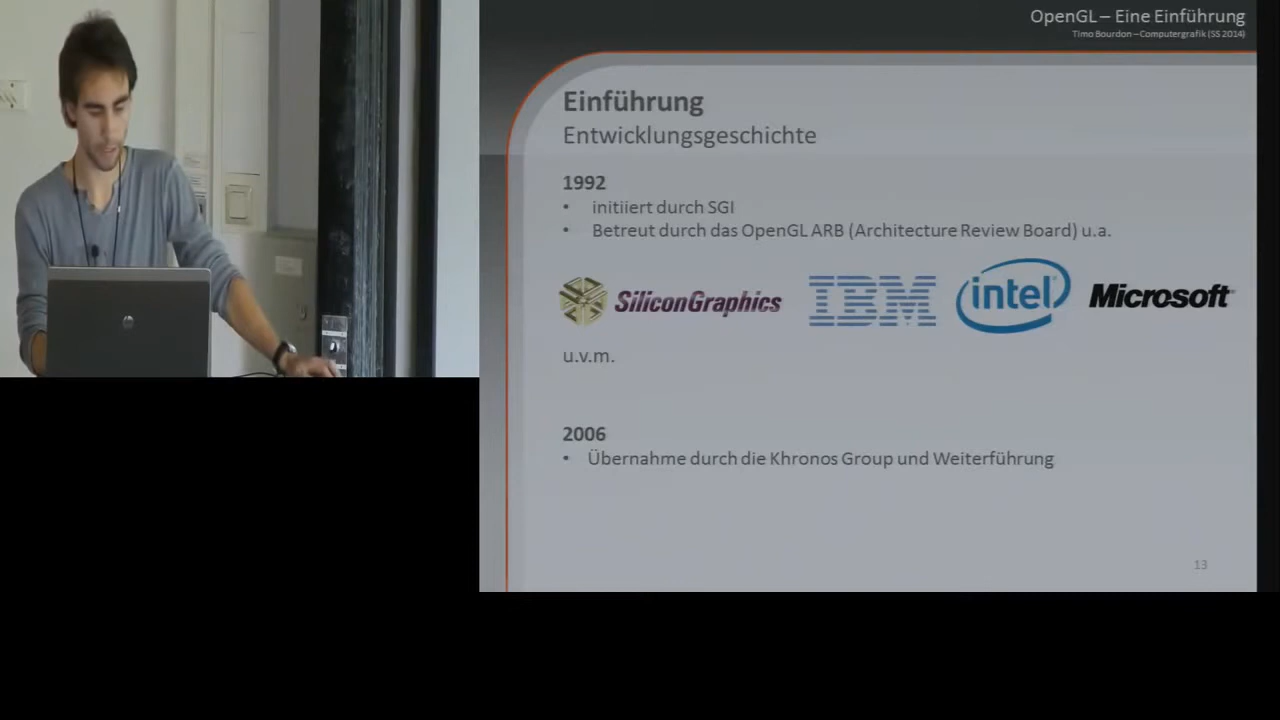 OpenGL – Eine Einführung
Timo Bourdon – Computergrafik (SS 2014)
Einführung
Entwicklungsgeschichte
1992
• initiiert durch SGI
• Betreut durch das OpenGL ARB (Architecture Review Board) u.a.
SiliconGraphics IBM intel Microsoft
u.v.m.
2006
• Übernahme durch die Khronos Group und Weiterführung
13
hp